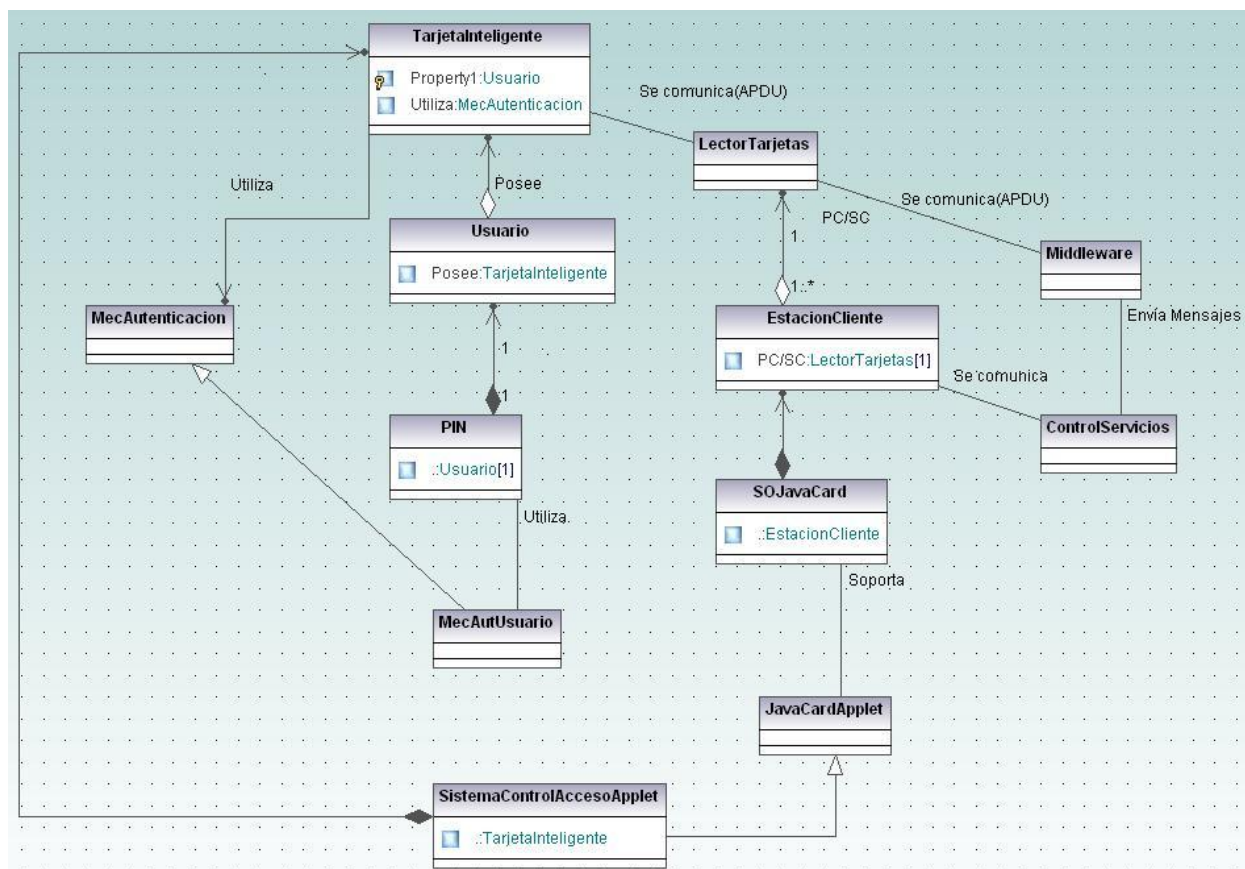 TarjetaInteligente
Property1:Usuario
Utiliza:MecAutenticacion
Se comunica(APDU)
LectorTarjetas
Utiliza
Posee
PC/SC
Se comunica(APDU)
Usuario
1
Posee:TarjetaInteligente
Middleware
1..*
MecAutenticacion
EstacionCliente
Envía Mensajes
1
PC/SC:LectorTarjetas[1]
Se comunica
1
PIN
ControlServicios
.:Usuario[1]
SOJavaCard
Utiliza.
.:EstacionCliente
Soporta
MecAutUsuario
JavaCardApplet
SistemaControlAccesoApplet
.:TarjetaInteligente